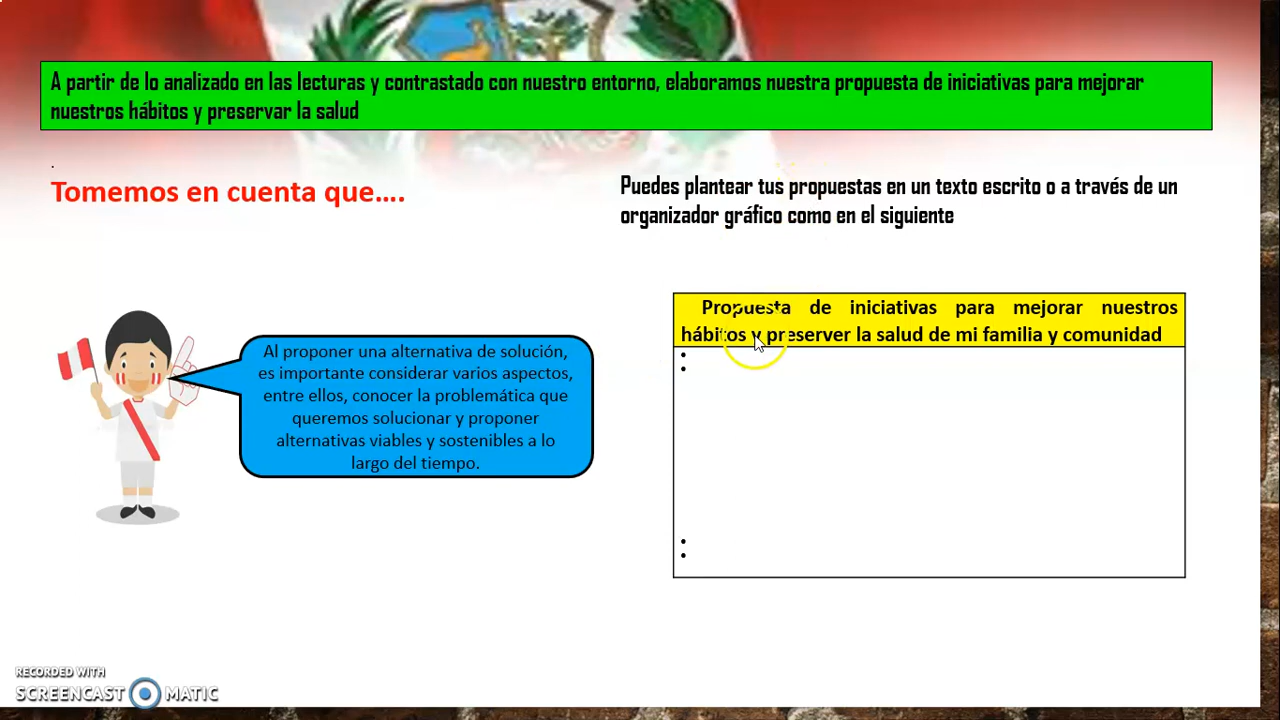 A partir de lo analizado en las lecturas y contrastado con nuestro entorno, elaboramos nuestra propuesta de iniciativas para mejorar
nuestros hábitos y preservar la salud
.
Tomemos en cuenta que....
Al proponer una alternativa de solución,
es importante considerar varios aspectos,
entre ellos, conocer la problemática que
queremos solucionar y proponer
alternativas viables y sostenibles a lo
largo del tiempo.
Puedes plantear tus propuestas en un texto escrito o a través de un
organizador gráfico como en el siguiente
Propuesta de iniciativas para mejorar nuestros
hábitos y preserver la salud de mi familia y comunidad
•
•
•
•
RECORDED WITH
SCREENCAST MATIC